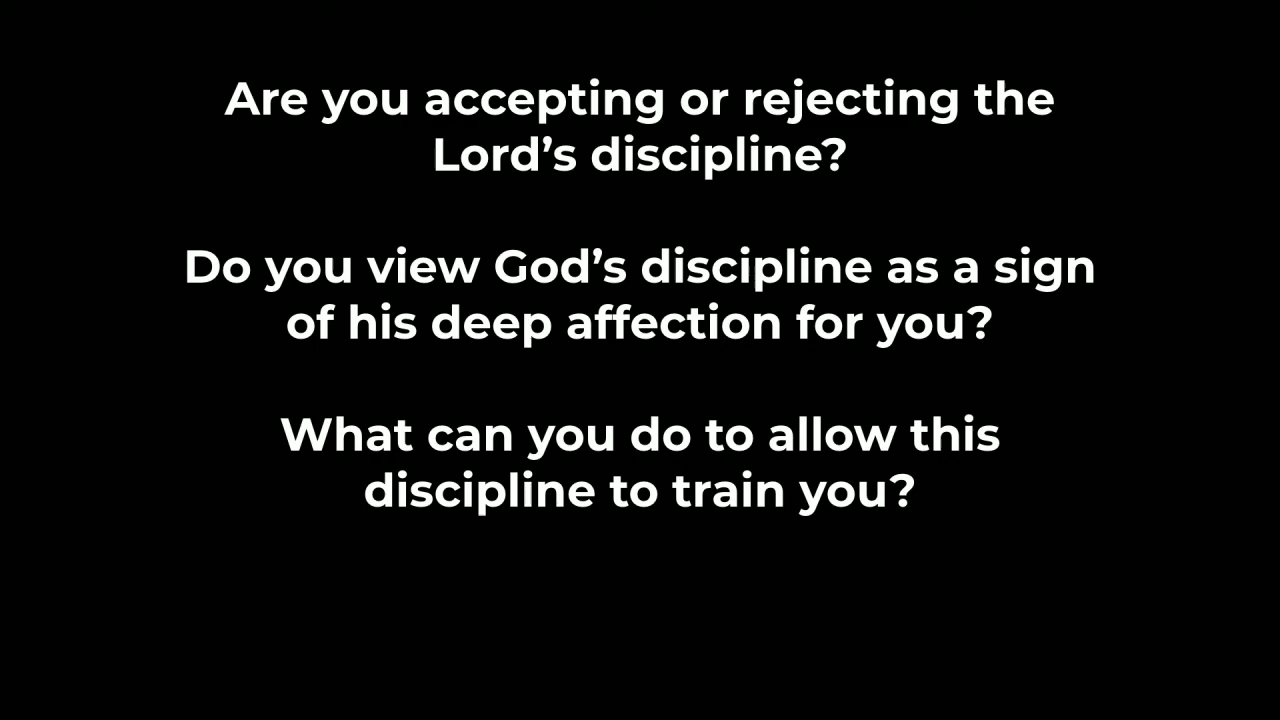 Are you accepting or rejecting the
Lord’s discipline?
Do you view God’s discipline as a sign
of his deep affection for you?
What can you do to allow this
discipline to train you?